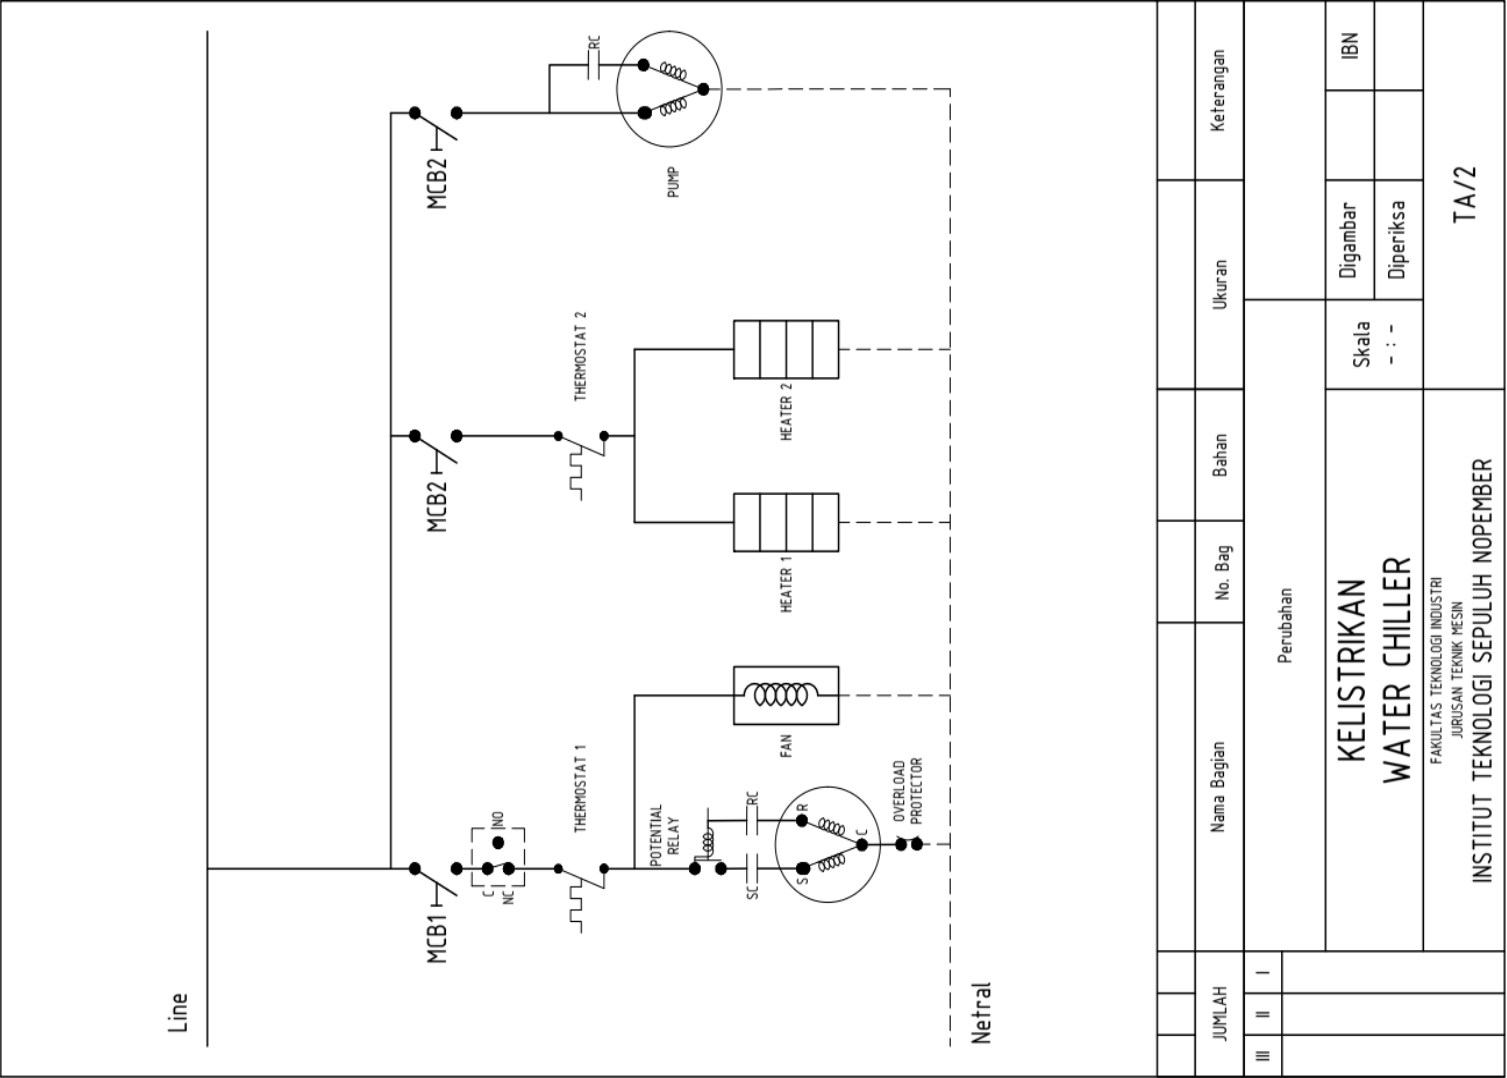 Line
MCB1
MCB2
MCB2
C
NC
NO
THERMOSTAT 1
THERMOSTAT 2
POTENTIAL
RELAY
SC
RC
S
R
C
FAN
OVERLOAD
PROTECTOR
HEATER 1
HEATER 2
RC
PUMP
Netral
JUMLAH
Nama Bagian
No. Bag
Bahan
Ukuran
Keterangan
III
II
I
Perubahan
KELISTRIKAN
WATER CHILLER
Skala
- : -
Digambar
IBN
Diperiksa
FAKULTAS TEKNOLOGI INDUSTRI
JURUSAN TEKNIK MESIN
INSTITUT TEKNOLOGI SEPULUH NOPEMBER
TA/2